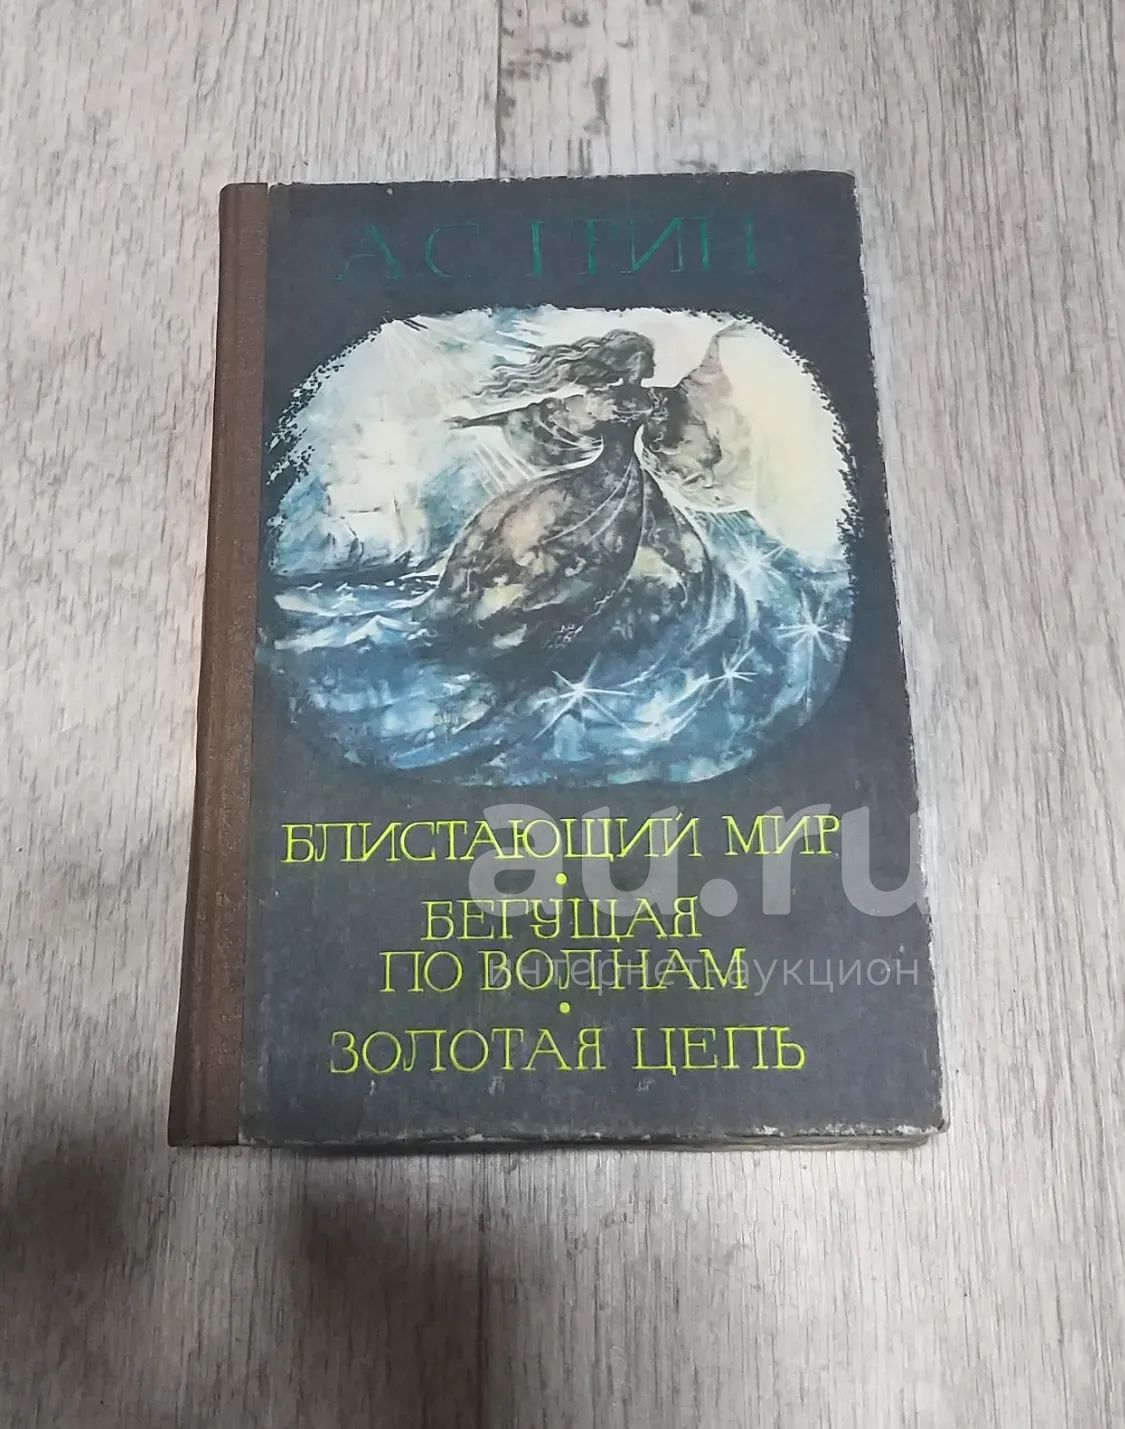 А.С.ГРИН
БЛИСТАЮЩИЙ МИР
БЕГУЩАЯ
ПО ВОЛНАМ
ЗОЛОТАЯ ЦЕПЬ
au.ru
интернет-аукцион